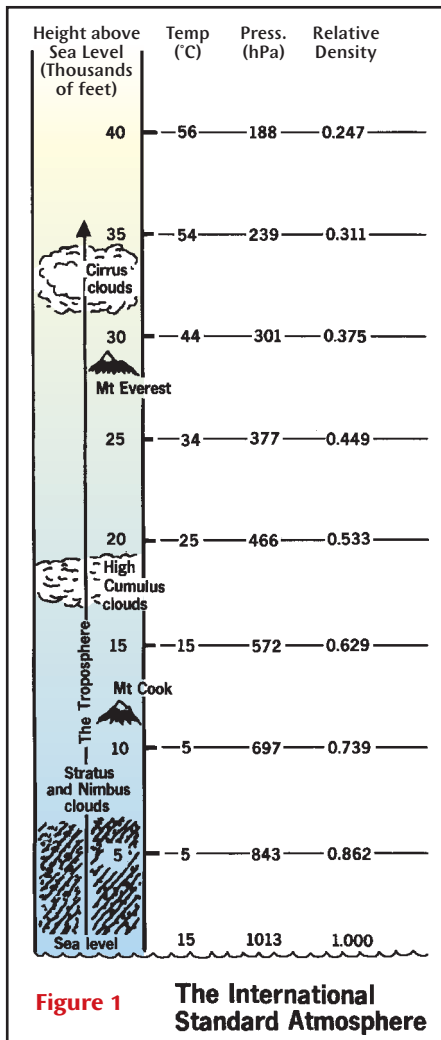 Height above Sea Level (Thousands of feet) Temp (°C) Press. (hPa) Relative Density
40 –56 188 0.247
35 –54 239 0.311
Cirrus clouds
30 –44 301 0.375
Mt Everest
25 –34 377 0.449
20 –25 466 0.533
High Cumulus clouds
15 –15 572 0.629
The Troposphere
Mt Cook
10 –5 697 0.739
Stratus and Nimbus clouds
5 –5 843 0.862
Sea level 15 1013 1.000
Figure 1
The International
Standard Atmosphere